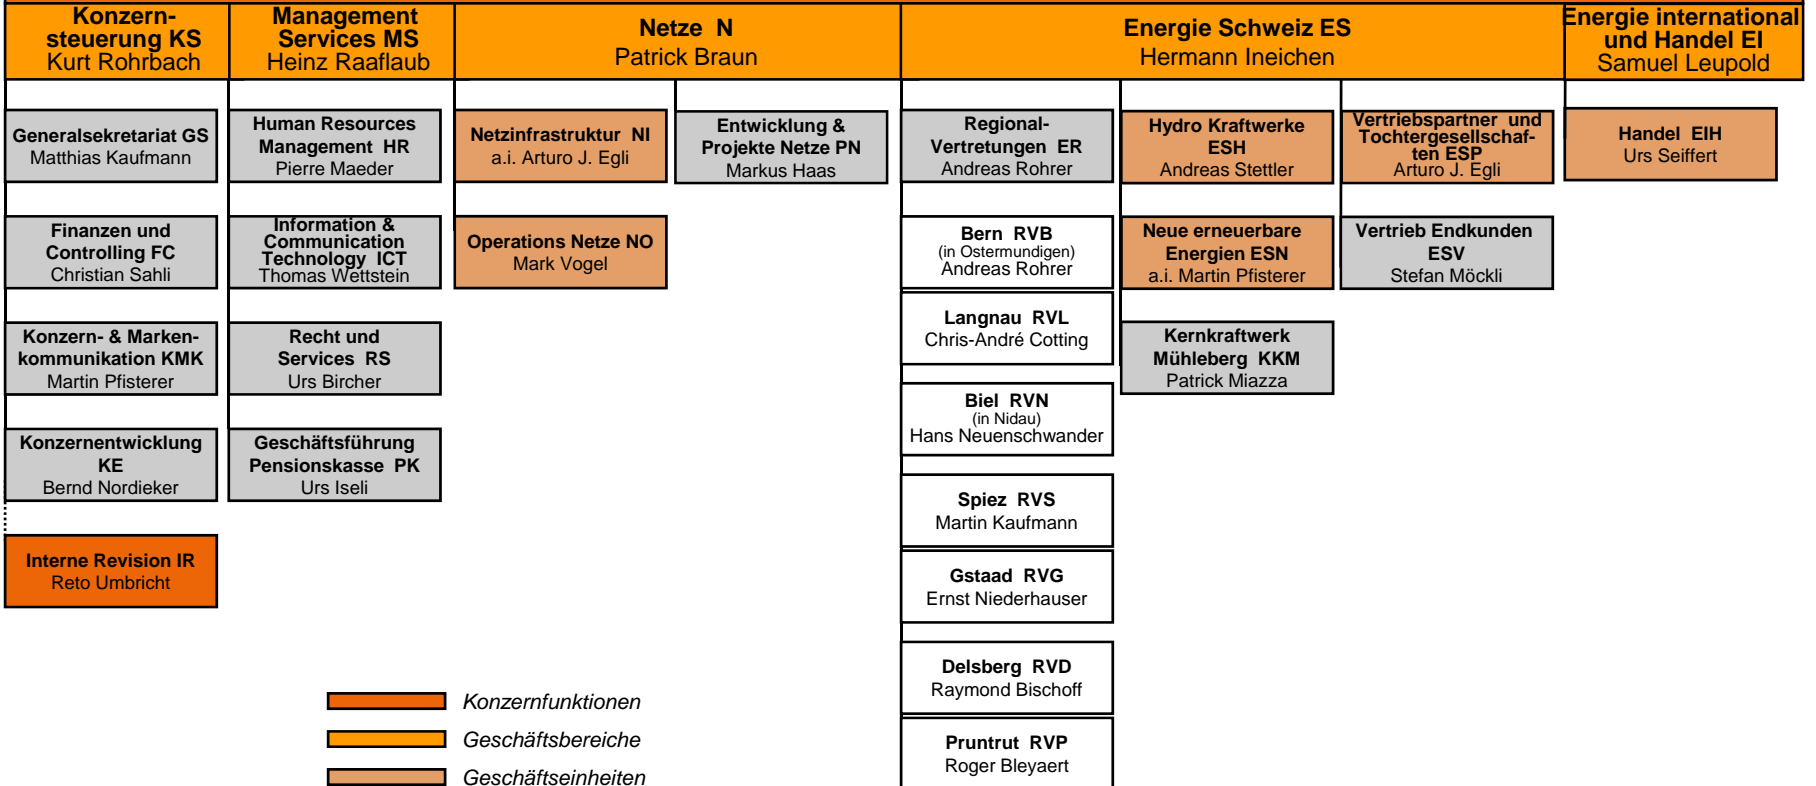 Konzern-
steuerung KS
Kurt Rohrbach
Management
Services MS
Heinz Raaflaub
Netze N
Patrick Braun
Energie Schweiz ES
Hermann Ineichen
Energie international
und Handel EI
Samuel Leupold
Generalsekretariat GS
Matthias Kaufmann
Finanzen und
Controlling FC
Christian Sahli
Konzern- & Marken-
kommunikation KMK
Martin Pfisterer
Konzernentwicklung
KE
Bernd Nordieker
Interne Revision IR
Reto Umbricht
Human Resources
Management HR
Pierre Maeder
Information &
Communication
Technology ICT
Thomas Wettstein
Recht und
Services RS
Urs Bircher
Geschäftsführung
Pensionskasse PK
Urs Iseli
Netzinfrastruktur NI
a.i. Arturo J. Egli
Operations Netze NO
Mark Vogel
Entwicklung &
Projekte Netze PN
Markus Haas
Regional-
Vertretungen ER
Andreas Rohrer
Bern RVB
(in Ostermundigen)
Andreas Rohrer
Langnau RVL
Chris-André Cotting
Biel RVN
(in Nidau)
Hans Neuenschwander
Spiez RVS
Martin Kaufmann
Gstaad RVG
Ernst Niederhauser
Delsberg RVD
Raymond Bischoff
Pruntrut RVP
Roger Bleyaert
Hydro Kraftwerke
ESH
Andreas Stettler
Neue erneuerbare
Energien ESN
a.i. Martin Pfisterer
Kernkraftwerk
Mühleberg KKM
Patrick Miazza
Vertriebspartner und
Tochtergesellschaf-
ten ESP
Arturo J. Egli
Vertrieb Endkunden
ESV
Stefan Möckli
Handel EIH
Urs Seiffert
Konzernfunktionen
Geschäftsbereiche
Geschäftseinheiten